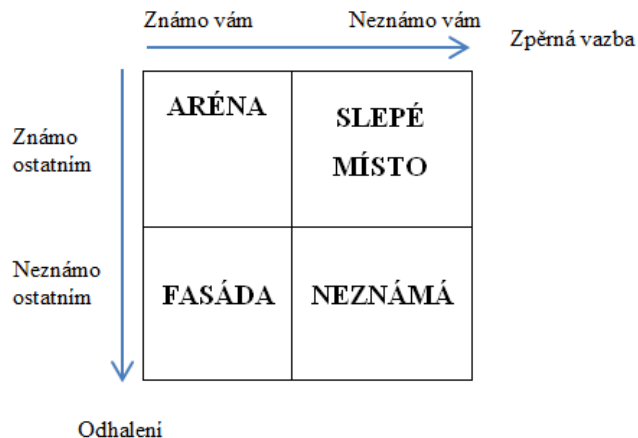 Známo vám
Neznámo vám
Zpěrná vazba
ARÉNA
SLEPÉ
MÍSTO
Známo
ostatním
Neznámo
ostatním
FASÁDA
NEZNÁMÁ
Odhalení